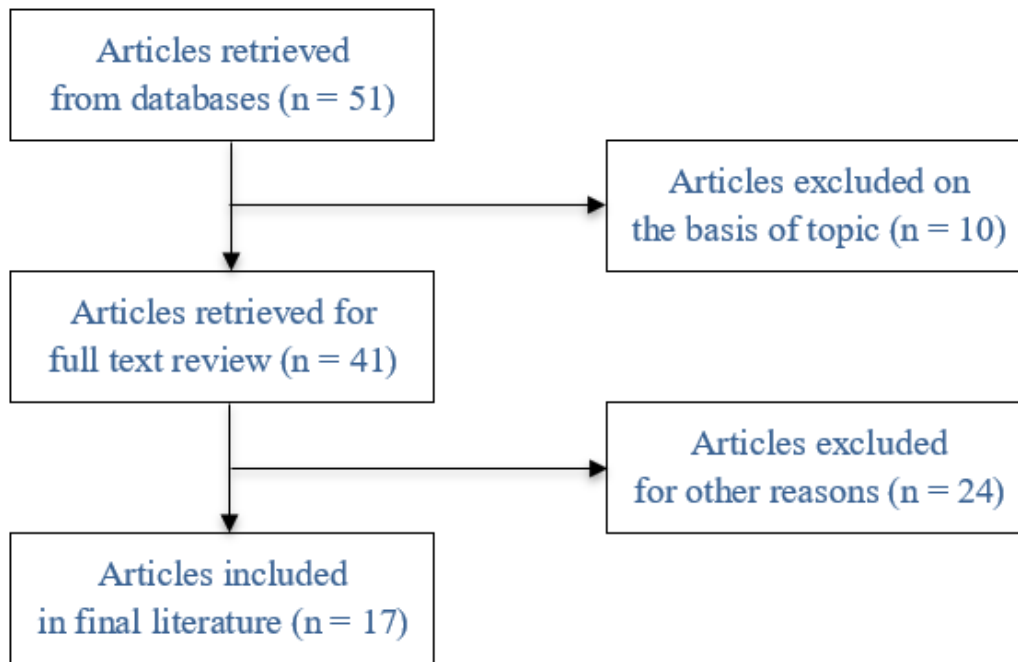 Articles retrieved
from databases (n = 51)
Articles excluded on
the basis of topic (n = 10)
Articles retrieved for
full text review (n = 41)
Articles excluded
for other reasons (n = 24)
Articles included
in final literature (n = 17)